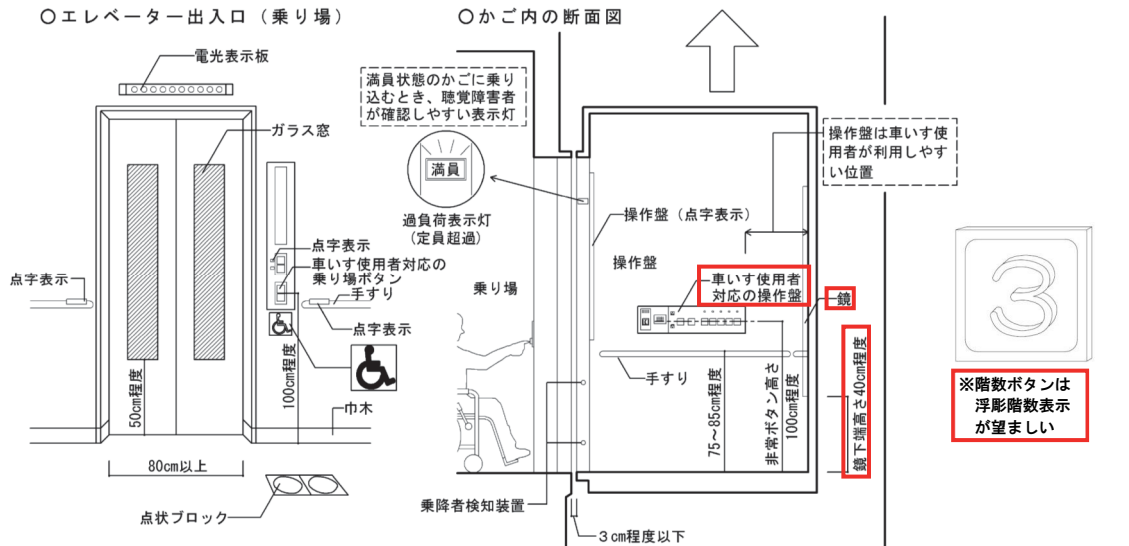 〇エレベーター出入口（乗り場）
電光表示板
ガラス窓
点字表示
車いす使用者対応の
乗り場ボタン
手すり
点字表示
点字表示
50cm程度
100cm程度
巾木
80cm以上
点状ブロック
〇かご内の断面図
満員状態のかごに乗り
込むとき、聴覚障害者
が確認しやすい表示灯
満員
過負荷表示灯
(定員超過)
乗り場
操作盤は車いす使
用者が利用しやす
い位置
操作盤（点字表示）
操作盤
車いす使用者
対応の操作盤
鏡
手すり
75～85cm程度
非常ボタン高さ
100cm程度
鏡下端高さ40cm程度
乗降者検知装置
3cm程度以下
3
※階数ボタンは
浮彫階数表示
が望ましい